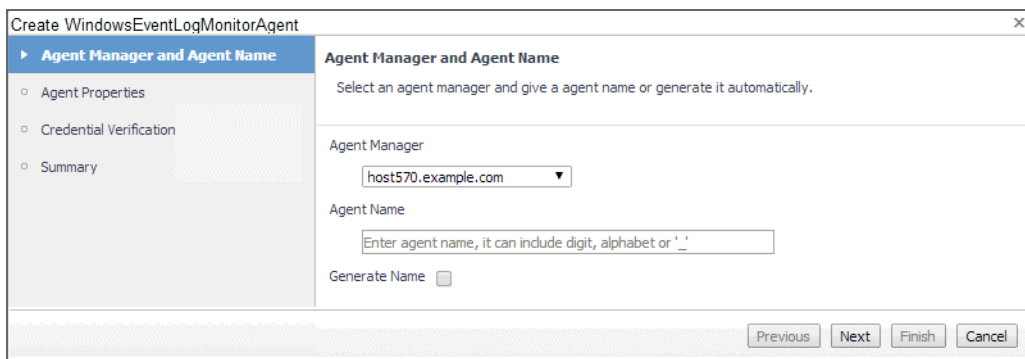 Create WindowsEventLogMonitorAgent
Agent Manager and Agent Name
Agent Properties
Credential Verification
Summary
Agent Manager and Agent Name
Select an agent manager and give a agent name or generate it automatically.
Agent Manager
host570.example.com
Agent Name
Enter agent name, it can include digit, alphabet or '_'
Generate Name
Previous Next Finish Cancel